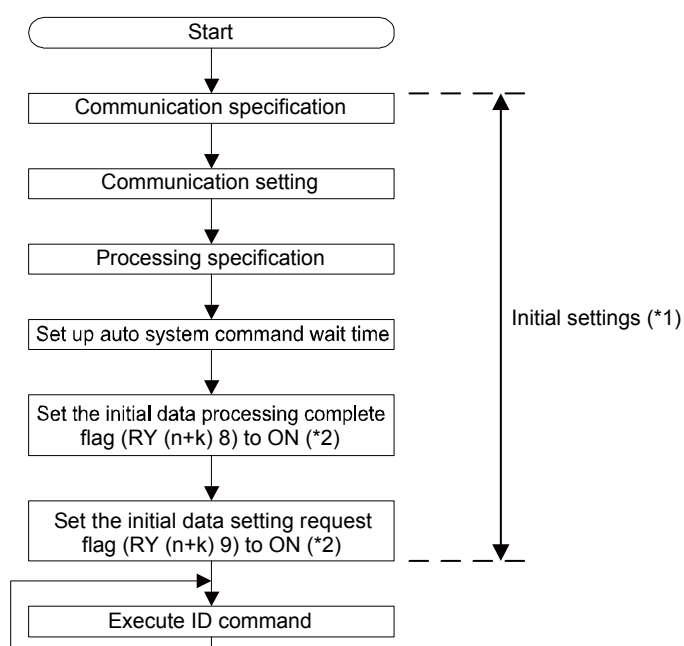 Start
Communication specification
Communication setting
Processing specification
Initial settings (*1)
Set up auto system command wait time
Set the initial data processing complete
flag (RY (n+k) 8) to ON (*2)
Set the initial data setting request
flag (RY (n+k) 9) to ON (*2)
Execute ID command